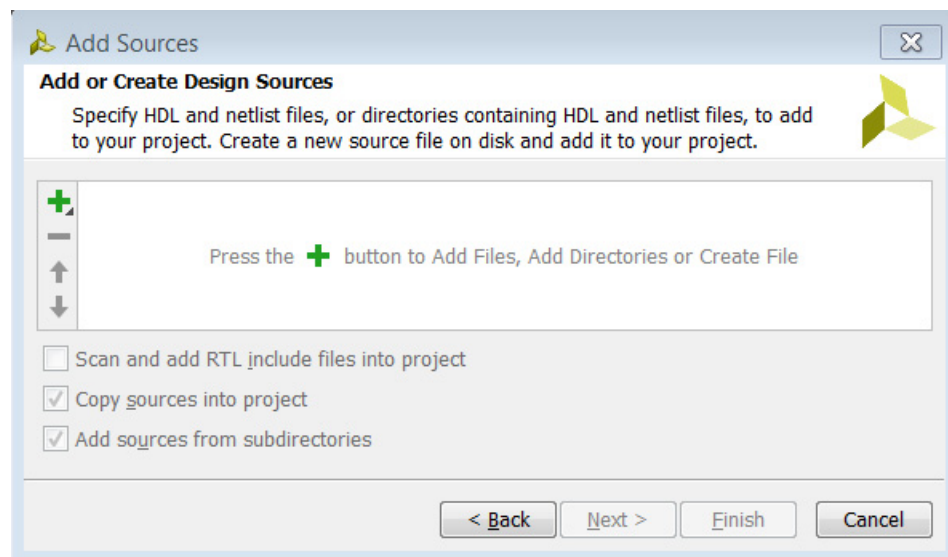 Add Sources
Add or Create Design Sources
Specify HDL and netlist files, or directories containing HDL and netlist files, to add
to your project. Create a new source file on disk and add it to your project.
Press the + button to Add Files, Add Directories or Create File
Scan and add RTL include files into project
Copy sources into project
Add sources from subdirectories
< Back Next > Finish Cancel